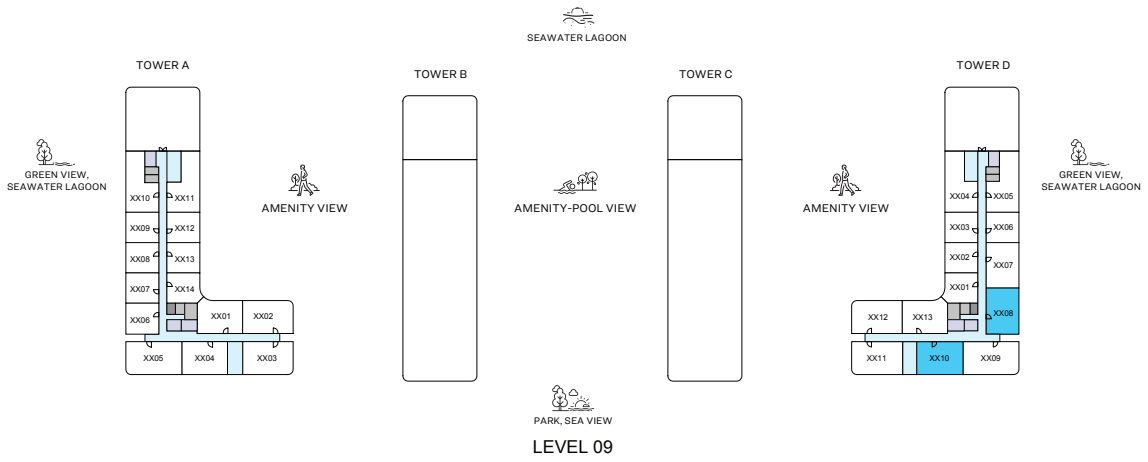 SEAWATER LAGOON
TOWER A
TOWER B
TOWER C
TOWER D
GREEN VIEW,
SEAWATER LAGOON
AMENITY VIEW
AMENITY-POOL VIEW
AMENITY VIEW
GREEN VIEW,
SEAWATER LAGOON
XX10 XX11
XX09 XX12
XX08 XX13
XX07 XX14
XX06
XX01 XX02
XX05 XX04 XX03
XX04 XX05
XX03 XX06
XX02 XX07
XX01
XX08
XX12 XX13
XX11 XX10 XX09
PARK, SEA VIEW
LEVEL 09